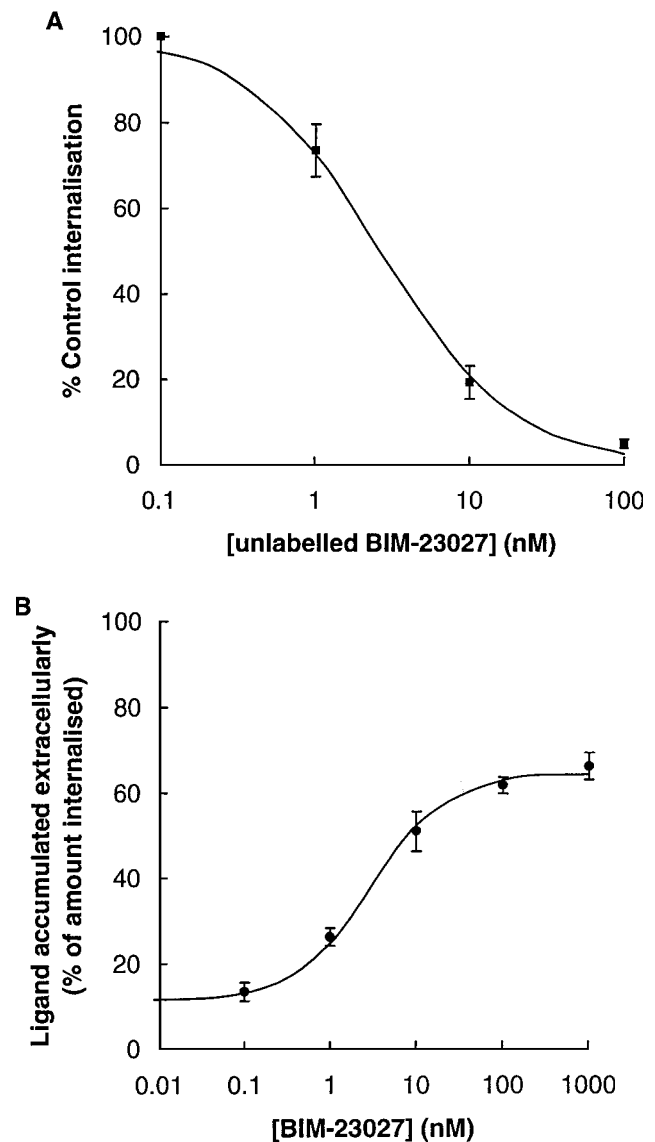 A
% Control internalisation
100
80
60
40
20
0
0.1 1 10 100
[unlabelled BIM-23027] (nM)
B
Ligand accumulated extracellularly
(% of amount internalised)
100
80
60
40
20
0
0.01 0.1 1 10 100 1000
[BIM-23027] (nM)